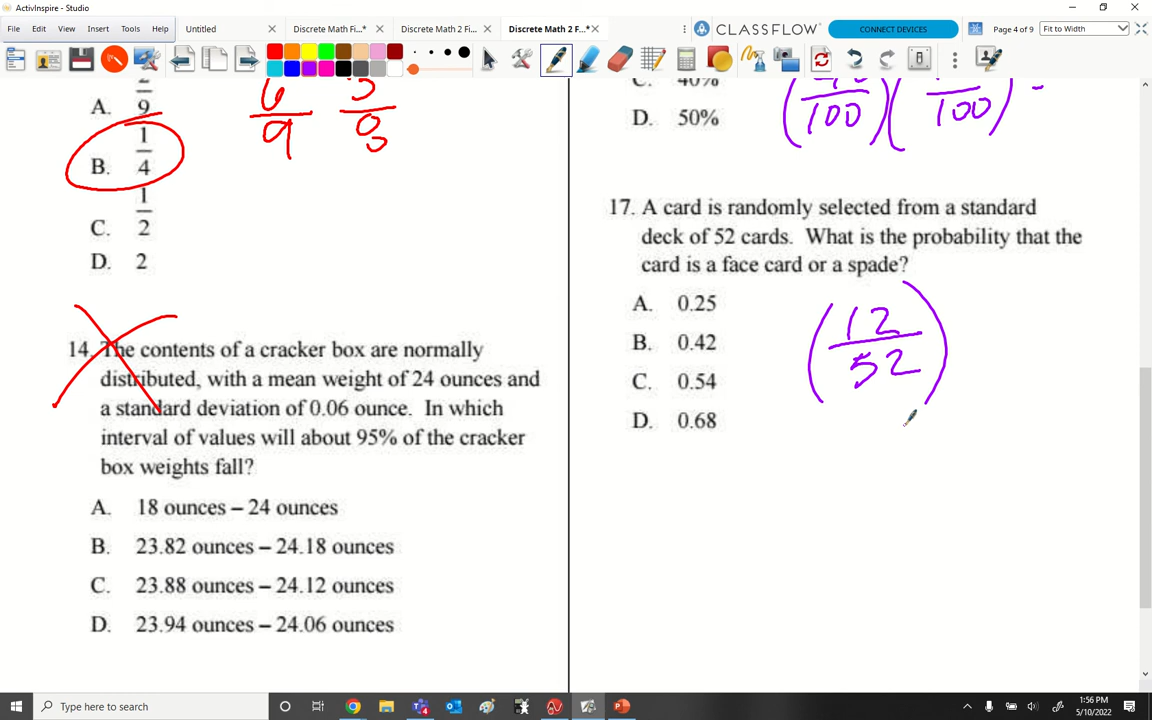 ActivInspire - Studio
File Edit View Insert Tools Help
Untitled
Discrete Math Fi...*
Discrete Math 2 Fi...
Discrete Math 2 F...*
CLASSFLOW
CONNECT DEVICES
Page 4 of 9
Fit to Width
A. 9
B. 1/4
C. 1/2
D. 2
6/9
14. The contents of a cracker box are normally
distributed, with a mean weight of 24 ounces and
a standard deviation of 0.06 ounce. In which
interval of values will about 95% of the cracker
box weights fall?
A. 18 ounces – 24 ounces
B. 23.82 ounces – 24.18 ounces
C. 23.88 ounces – 24.12 ounces
D. 23.94 ounces – 24.06 ounces
C. 40%
D. 50%
100 100
17. A card is randomly selected from a standard
deck of 52 cards. What is the probability that the
card is a face card or a spade?
A. 0.25
B. 0.42
C. 0.54
D. 0.68
(12/52)
Type here to search
1:56 PM
5/10/2022